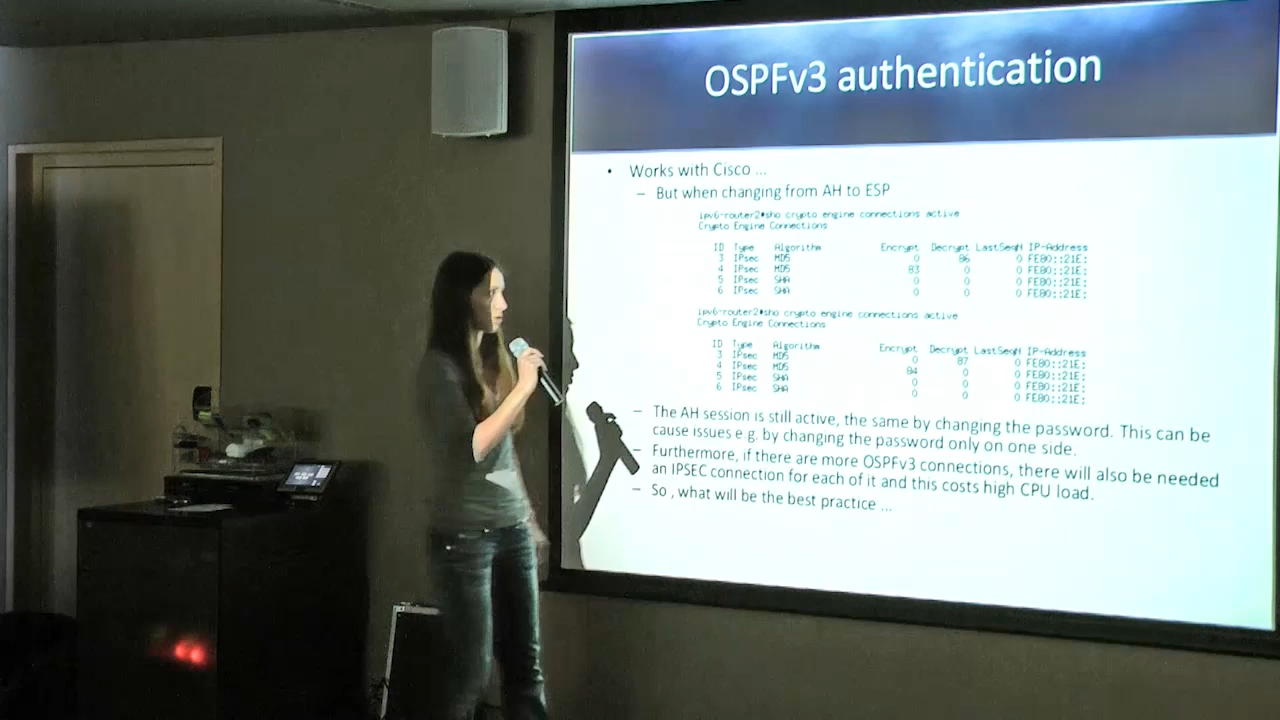 OSPFv3 authentication
• Works with Cisco ...
– But when changing from AH to ESP
ipv6-router2#sho crypto engine connections active
Crypto Engine Connections
ID Type Algorithm Encrypt Decrypt LastSeqN IP-Address
3 IPsec MD5 0 86 0 FE80::21E:
4 IPsec MD5 83 0 0 FE80::21E:
5 IPsec SHA 0 0 0 FE80::21E:
6 IPsec SHA 0 0 0 FE80::21E:
ipv6-router2#sho crypto engine connections active
Crypto Engine Connections
ID Type Algorithm Encrypt Decrypt LastSeqN IP-Address
3 IPsec MD5 0 87 0 FE80::21E:
4 IPsec MD5 84 0 0 FE80::21E:
5 IPsec SHA 0 0 0 FE80::21E:
6 IPsec SHA 0 0 0 FE80::21E:
– The AH session is still active, the same by changing the password. This can be
cause issues e.g. by changing the password only on one side.
– Furthermore, if there are more OSPFv3 connections, there will also be needed
an IPSEC connection for each of it and this costs high CPU load.
– So , what will be the best practice ...